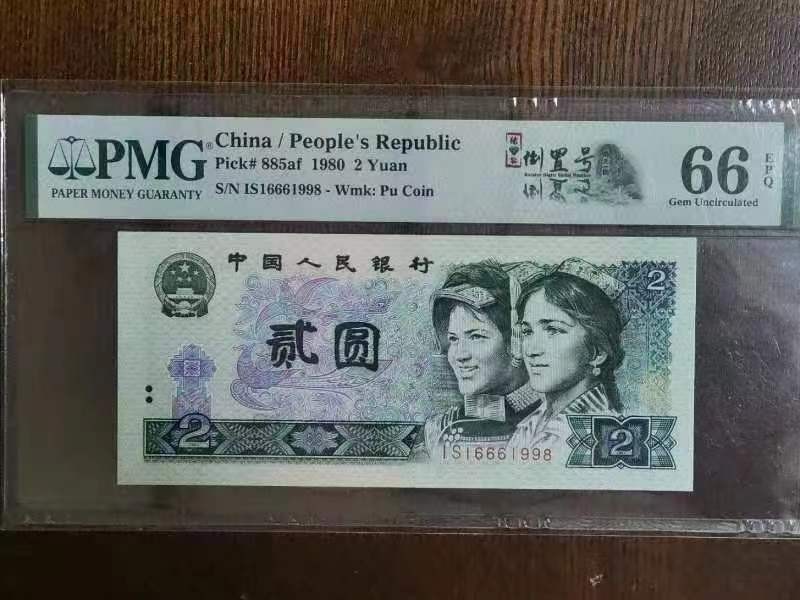 PMG®
PAPER MONEY GUARANTY
China / People's Republic
Pick# 885af 1980 2 Yuan
S/N IS16661998 - Wmk: Pu Coin
倒置号
66 EPQ
Gem Uncirculated
中国人民银行
2
贰圆
2
2
IS16661998